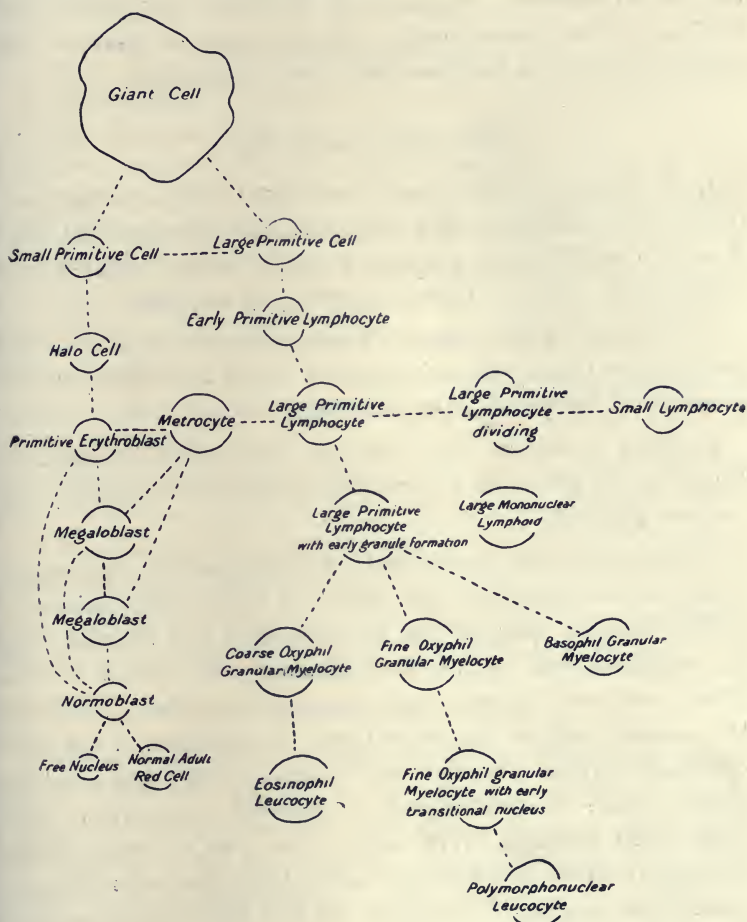 Giant Cell
Small Primitive Cell
Large Primitive Cell
Early Primitive Lymphocyte
Halo Cell
Large Primitive
Lymphocyte
Large Primitive
Lymphocyte
dividing
Small Lymphocyte
Metrocyte
Primitive Erythroblast
Large Primitive
Lymphocyte
with early granule formation
Large Mononuclear
Lymphoid
Megaloblast
Megaloblast
Coarse Oxyphil
Granular Myelocyte
Fine Oxyphil
Granular Myelocyte
Basophil Granular
Myelocyte
Normoblast
Free Nucleus
Normal Adult
Red Cell
Eosinophil
Leucocyte
Fine Oxyphil granular
Myelocyte with early
transitional nucleus
Polymorphonuclear
Leucocyte